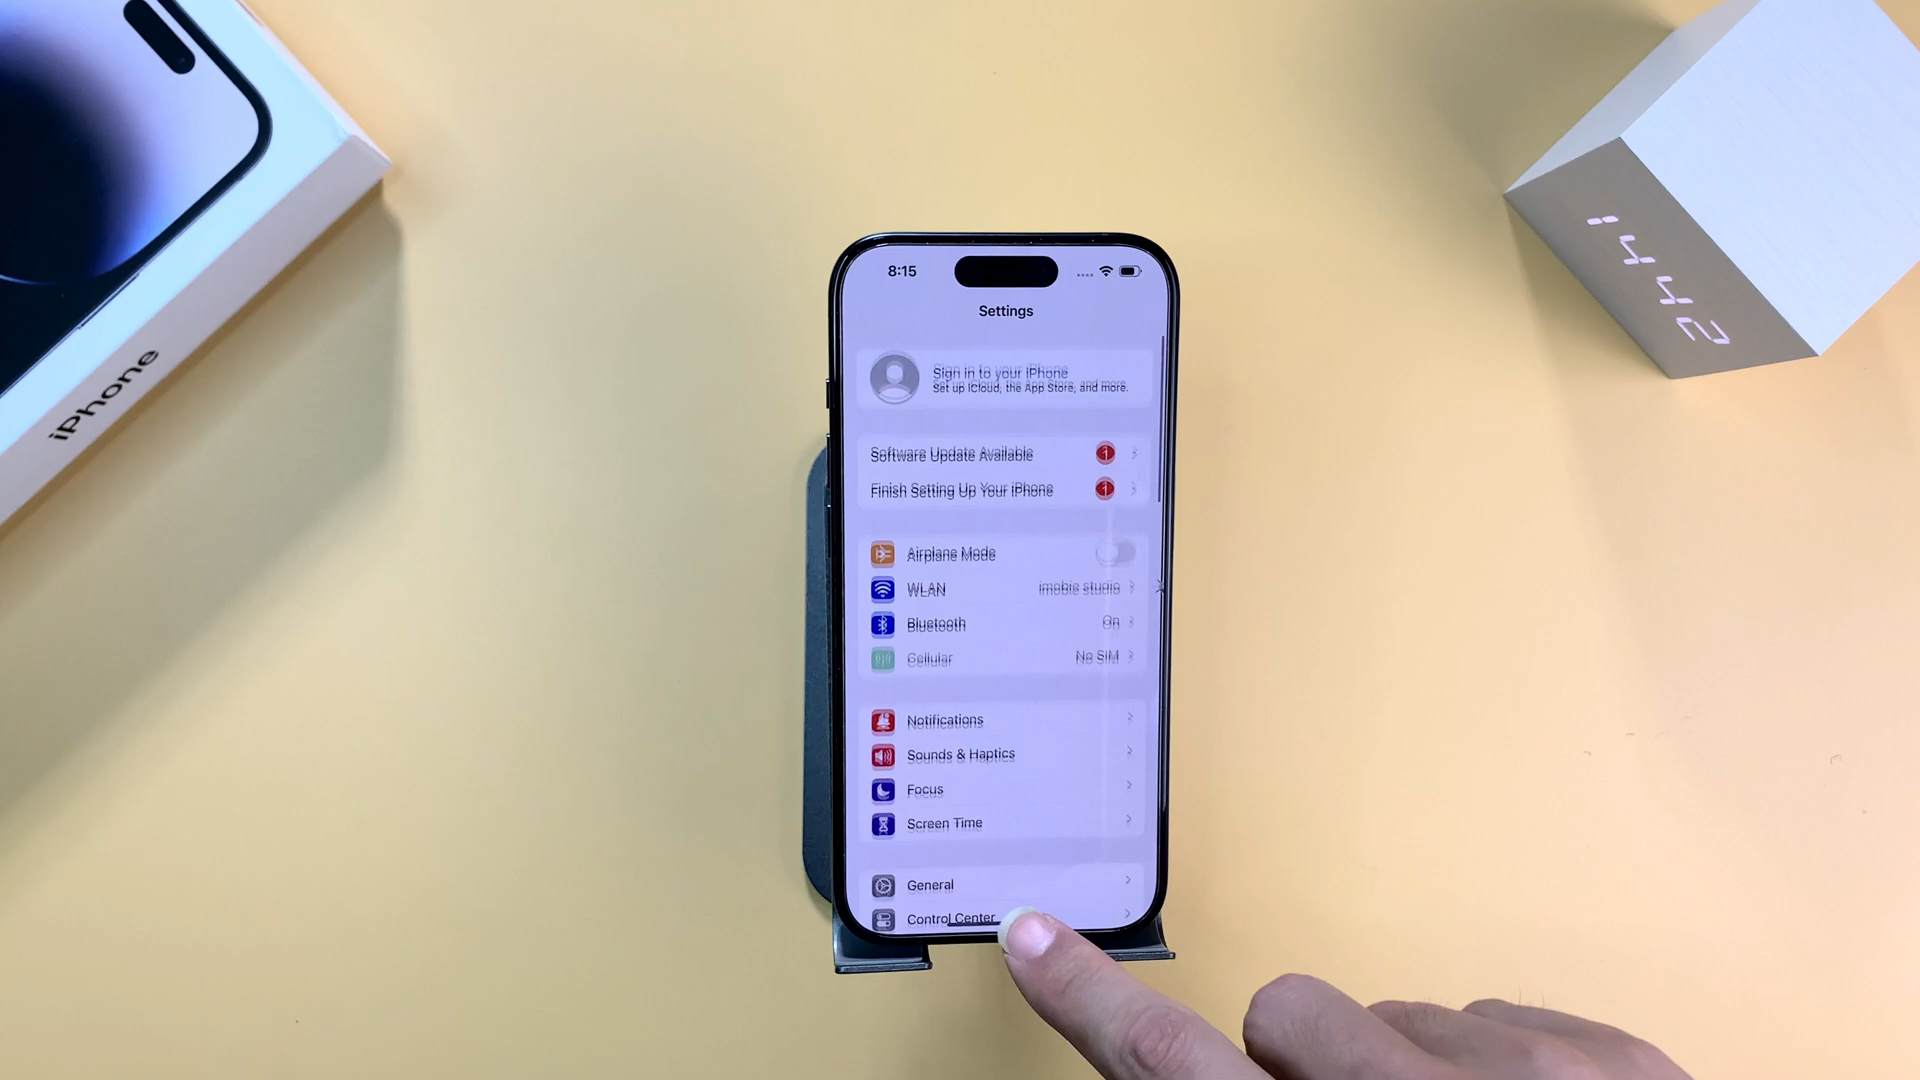 iPhone
1442
8:15
Settings
Sign in to your iPhone
Set up iCloud, the App Store, and more.
Software Update Available 1
Finish Setting Up Your iPhone 1
Airplane Mode
WLAN imobie studio
Bluetooth On
Cellular No SIM
Notifications
Sounds & Haptics
Focus
Screen Time
General
Control Center